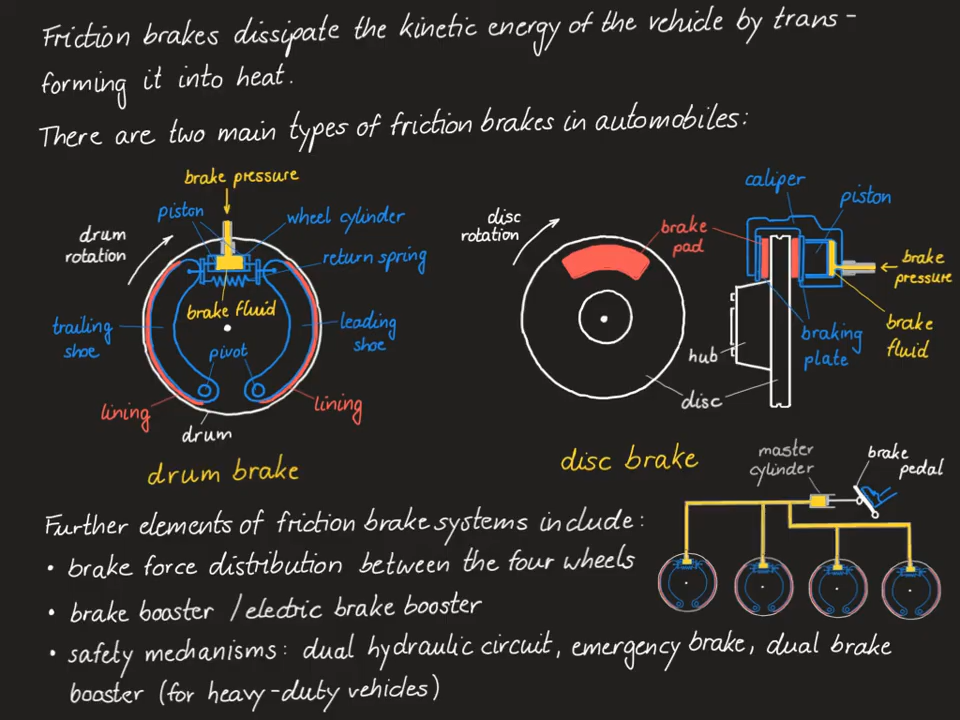 Friction brakes dissipate the kinetic energy of the vehicle by trans-
forming it into heat.
There are two main types of friction brakes in automobiles:
brake pressure
piston
wheel cylinder
drum
rotation
return spring
brake fluid
trailing
shoe
leading
shoe
pivot
lining
lining
drum
drum brake
disc
rotation
brake
pad
caliper
piston
brake
pressure
braking
plate
brake
fluid
hub
disc
disc brake
master
cylinder
brake
pedal
Further elements of friction brake systems include:
• brake force distribution between the four wheels
• brake booster / electric brake booster
• safety mechanisms: dual hydraulic circuit, emergency brake, dual brake
booster (for heavy-duty vehicles)